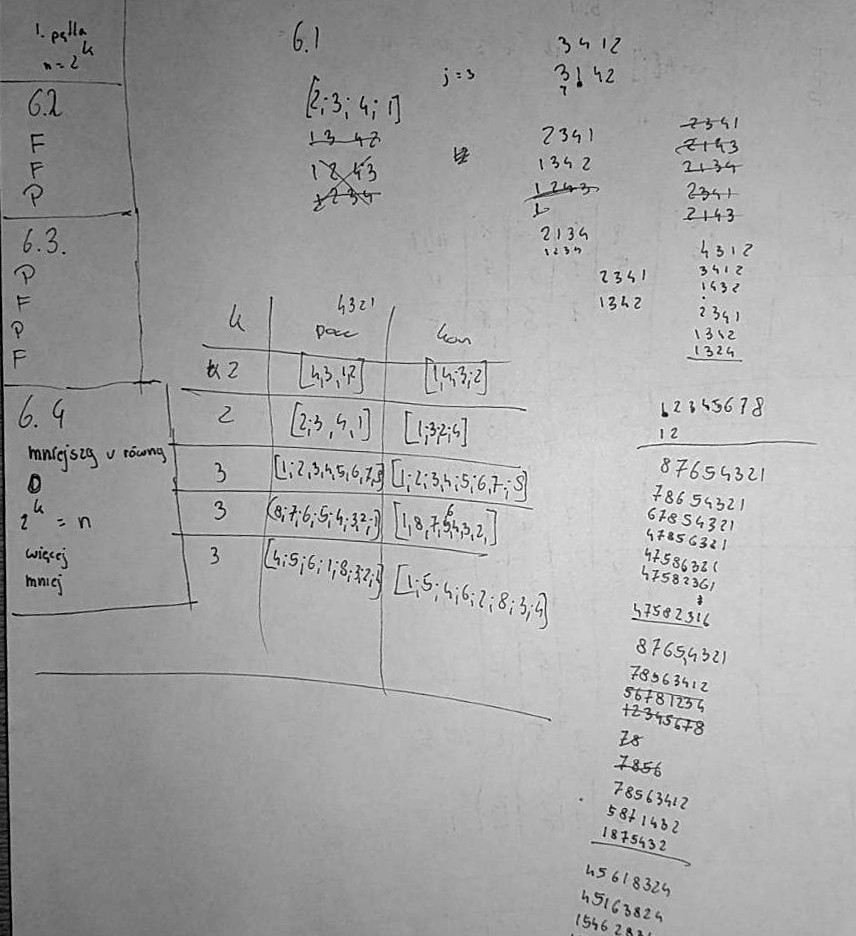 1. pętla
n = 2^k
6.2
F
F
P
6.3.
P
F
P
F
6.4
mniejszą v równą
0
2^k = n
więcej
mniej
6.1
j = 3
[2; 3; 4; 1]
1 3 4 2
1 2 4 3
1 2 3 4
3 4 1 2
3 1 4 2
2 3 4 1
1 3 4 2
1 2 4 3
1
2 1 3 4
1 2 3 4
2 3 4 1
1 3 4 2
2 3 4 1
2 1 4 3
2 1 3 4
2 3 4 1
2 1 4 3
4 3 1 2
3 4 1 2
1 4 3 2
2 3 4 1
1 3 4 2
1 3 2 4
4 3 2 1
k pocz kon
2 [4,3,1,2] [1,4;3;2]
2 [2;3,4,1] [1;3;2;4]
3 [1;2,3,4,5,6,7,8] [1;2;3,4;5;6,7,;8]
3 [8;7;6;5;4;3;2;1] [1,8,7,5,4,3,2,]
6
3 [4;5;6;1;8;3;2;] [1;5;4;6;2;8;3;4]
1 2 3 4 5 6 7 8
1 2
8 7 6 5 4 3 2 1
7 8 6 5 4 3 2 1
6 7 8 5 4 3 2 1
4 7 8 5 6 3 2 1
4 7 5 8 6 3 2 1
4 7 5 8 2 3 6 1
4 7 5 8 2 3 1 6
8 7 6 5 4 3 2 1
7 8 5 6 3 4 1 2
5 6 7 8 1 2 3 4
1 2 3 4 5 6 7 8
7 8
7 8 5 6
7 8 5 6 3 4 1 2
5 8 7 1 4 3 2
1 8 7 5 4 3 2
4 5 6 1 8 3 2 4
4 5 1 6 3 8 2 4
1 5 4 6 2 8 3